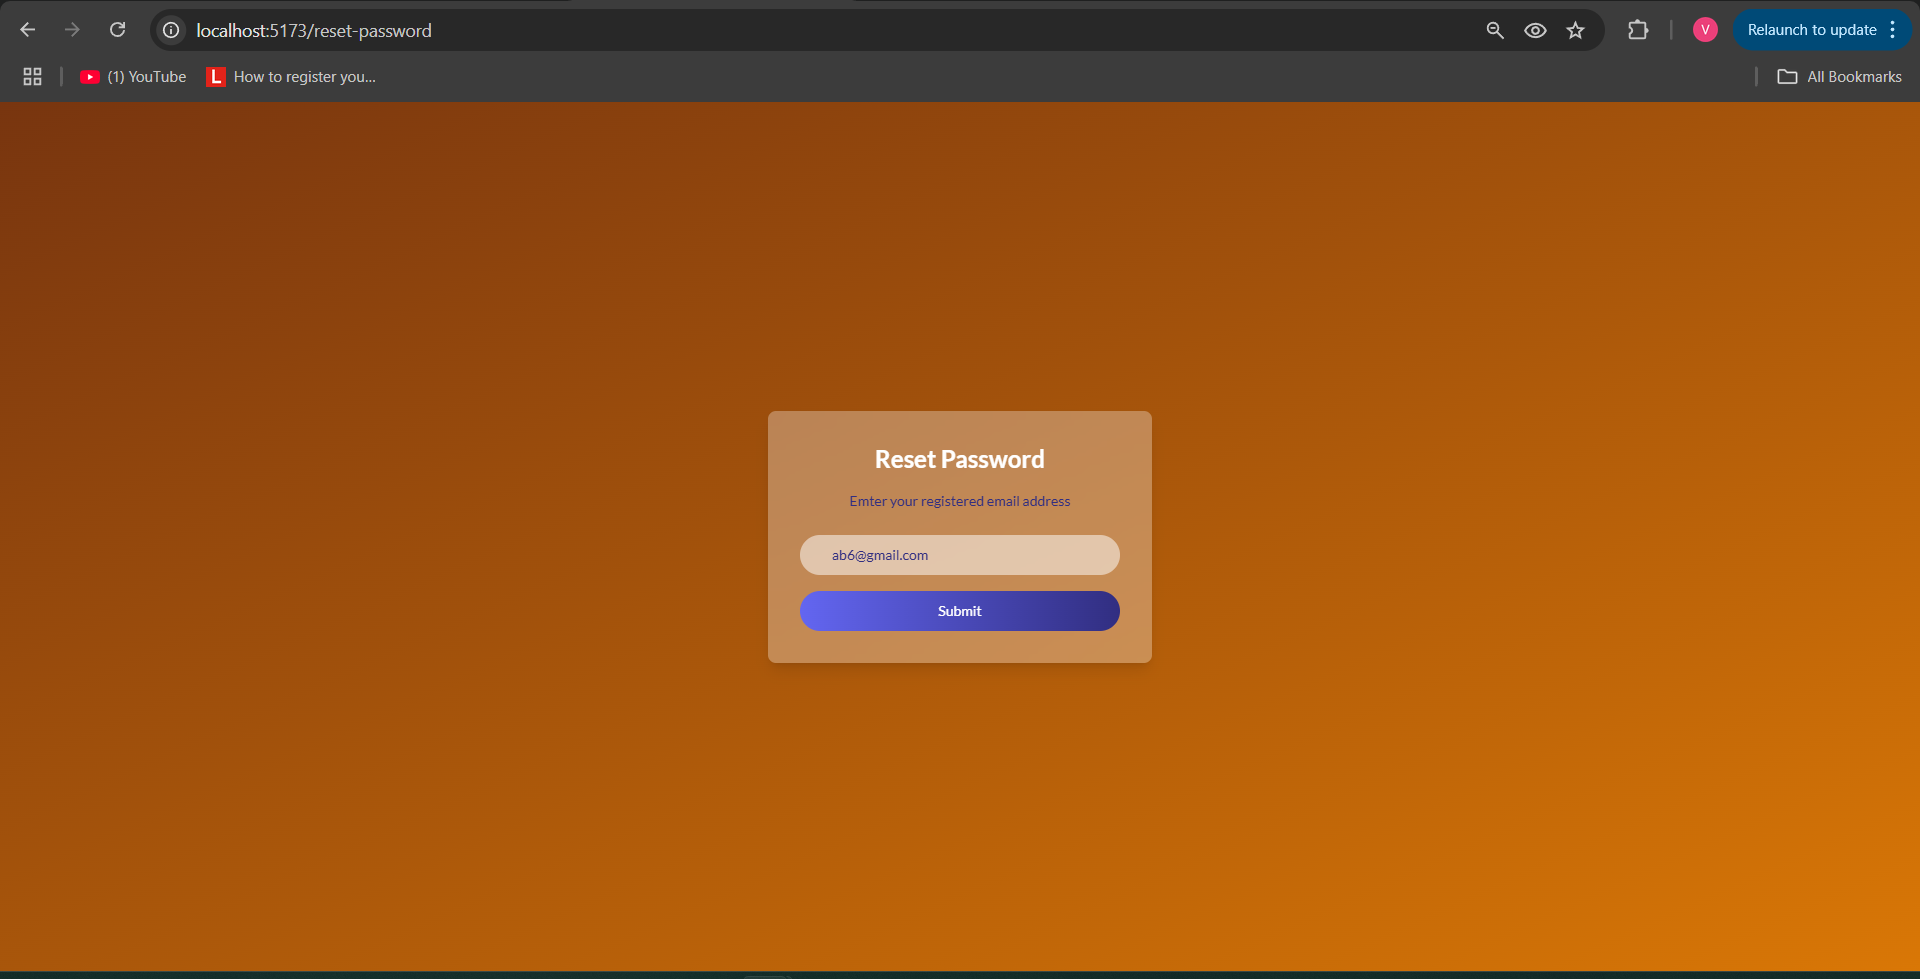 localhost:5173/reset-password
V
Relaunch to update
(1) YouTube
L How to register you...
All Bookmarks
Reset Password
Emter your registered email address
ab6@gmail.com
Submit